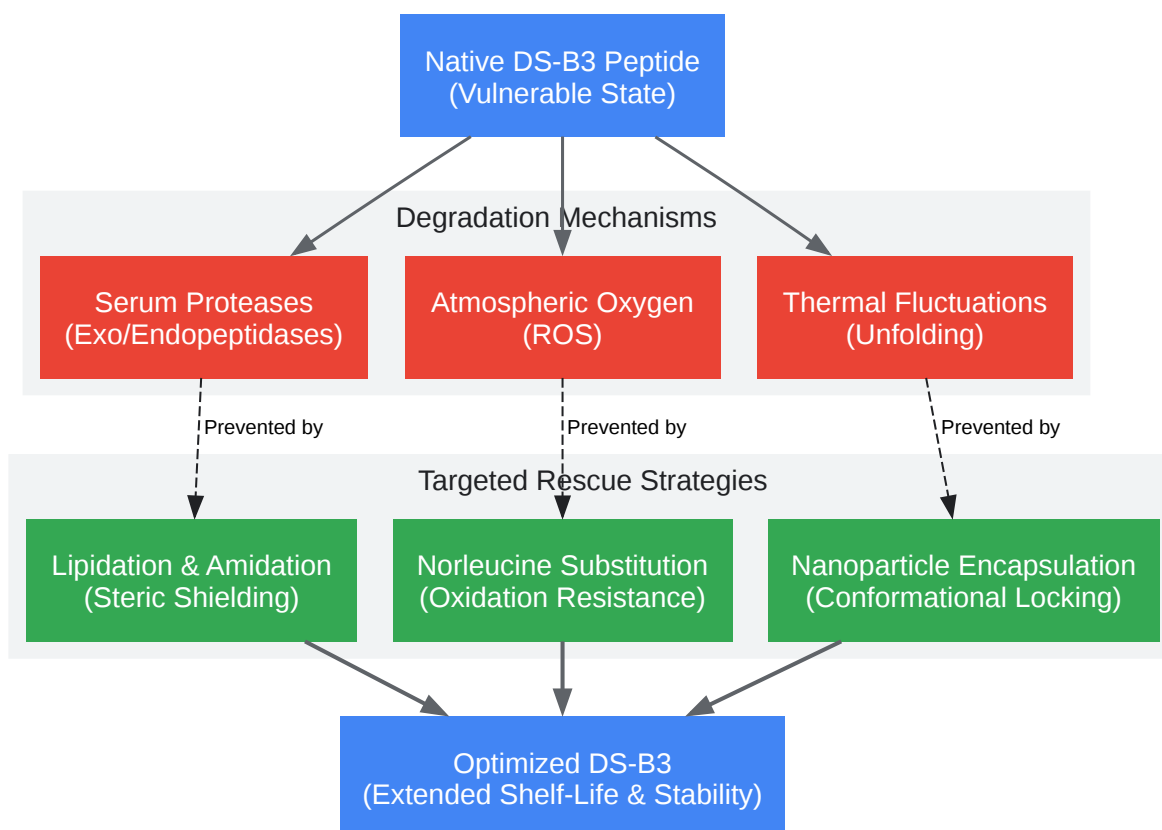 Native DS-B3 Peptide
(Vulnerable State)
Degradation Mechanisms
Serum Proteases
(Exo/Endopeptidases)
Atmospheric Oxygen
(ROS)
Thermal Fluctuations
(Unfolding)
Prevented by
Prevented by
Prevented by
Targeted Rescue Strategies
Lipidation & Amidation
(Steric Shielding)
Norleucine Substitution
(Oxidation Resistance)
Nanoparticle Encapsulation
(Conformational Locking)
Optimized DS-B3
(Extended Shelf-Life & Stability)